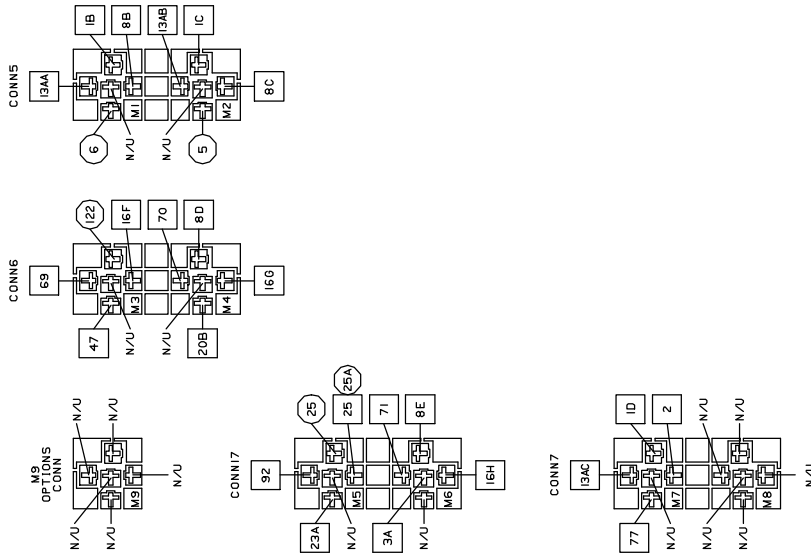 CONN5
13AA
1B
8B
13AB
1C
6
N/U
N/U
5
M1
M2
8C
CONN6
69
122
16F
70
8D
47
N/U
N/U
20B
M3
M4
16G
M9
OPTIONS
CONN
N/U
N/U
N/U
N/U
M9
N/U
CONN17
92
25
25A
25
71
8E
23A
N/U
3A
N/U
M5
M6
16H
CONN7
13AC
1D
2
N/U
N/U
77
N/U
N/U
N/U
M7
M8
N/U